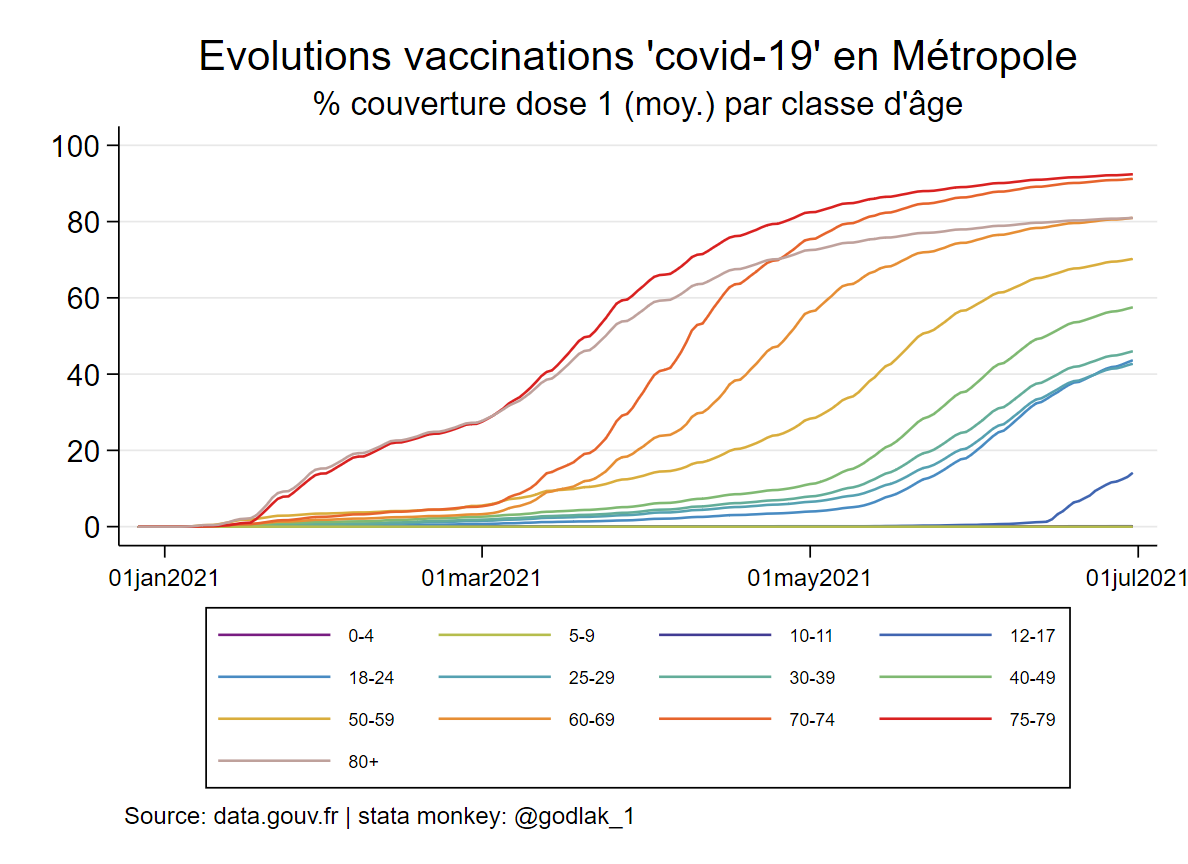 Evolutions vaccinations 'covid-19' en Métropole
% couverture dose 1 (moy.) par classe d'âge
100
80
60
40
20
0
01jan2021 01mar2021 01may2021 01jul2021
0-4 5-9 10-11 12-17
18-24 25-29 30-39 40-49
50-59 60-69 70-74 75-79
80+
Source: data.gouv.fr | stata monkey: @godlak_1